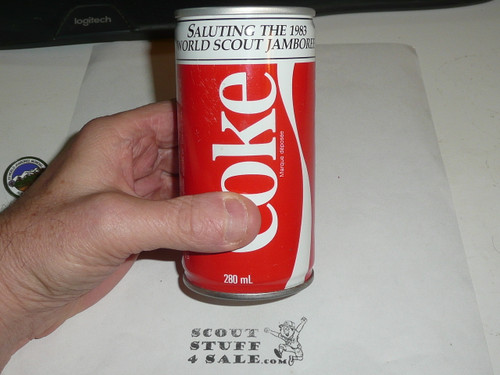 logitech
SALUTING THE 1983
WORLD SCOUT JAMBOREE
coke
Marque déposée
280 mL
SCOUT
STUFF
4 SALE.COM